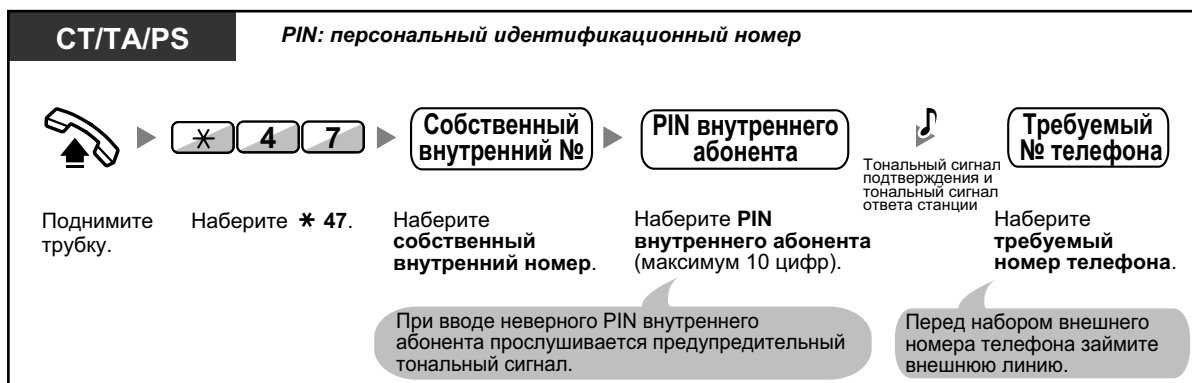 CT/TA/PS
PIN: персональный идентификационный номер
* 4 7
Собственный
внутренний №
PIN внутреннего
абонента
Тональный сигнал
подтверждения и
тональный сигнал
ответа станции
Требуемый
№ телефона
Поднимите
трубку.
Наберите * 47.
Наберите
собственный
внутренний номер.
Наберите PIN
внутреннего абонента
(максимум 10 цифр).
Наберите
требуемый
номер телефона.
При вводе неверного PIN внутреннего
абонента прослушивается предупредительный
тональный сигнал.
Перед набором внешнего
номера телефона займите
внешнюю линию.